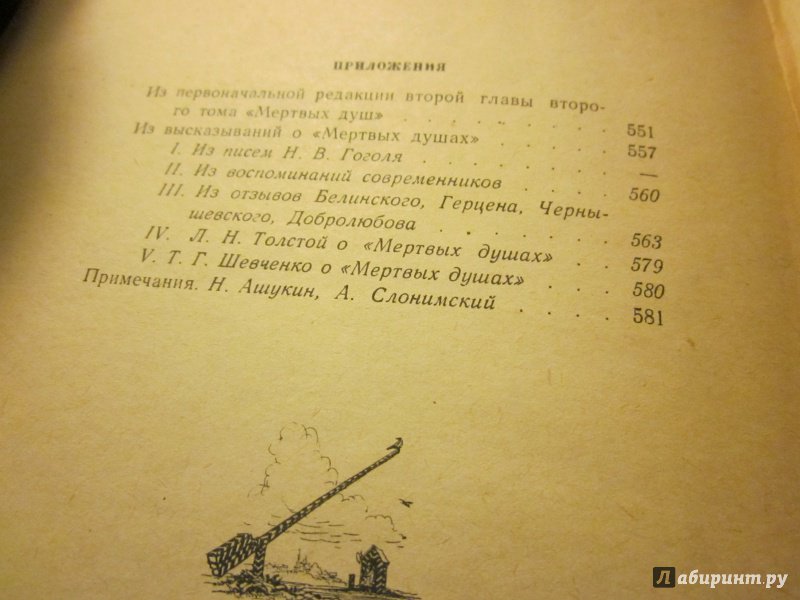 ПРИЛОЖЕНИЯ
Из первоначальной редакции второй главы второ-
го тома «Мертвых душ» . . . . . . . 551
Из высказываний о «Мертвых душах» . . . . 557
I. Из писем Н. В. Гоголя . . . . . . —
II. Из воспоминаний современников . . . . 560
III. Из отзывов Белинского, Герцена, Черны-
шевского, Добролюбова . . . . . . 563
IV. Л. Н. Толстой о «Мертвых душах» . . . 579
V. Т. Г. Шевченко о «Мертвых душах» . . . 580
Примечания. Н. Ашукин, А. Слонимский . . . . 581
Лабиринт.ру